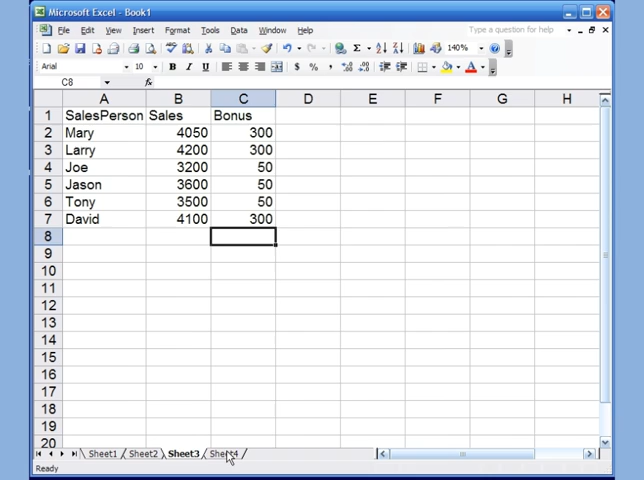 Microsoft Excel - Book1
File Edit View Insert Format Tools Data Window Help Type a question for help
140%
Arial 10 B I U $ % ,
C8 fx
A B C D E F G H
1 SalesPerson Sales Bonus
2 Mary 4050 300
3 Larry 4200 300
4 Joe 3200 50
5 Jason 3600 50
6 Tony 3500 50
7 David 4100 300
8
9
10
11
12
13
14
15
16
17
18
19
20
Sheet1 Sheet2 Sheet3 Sheet4
Ready